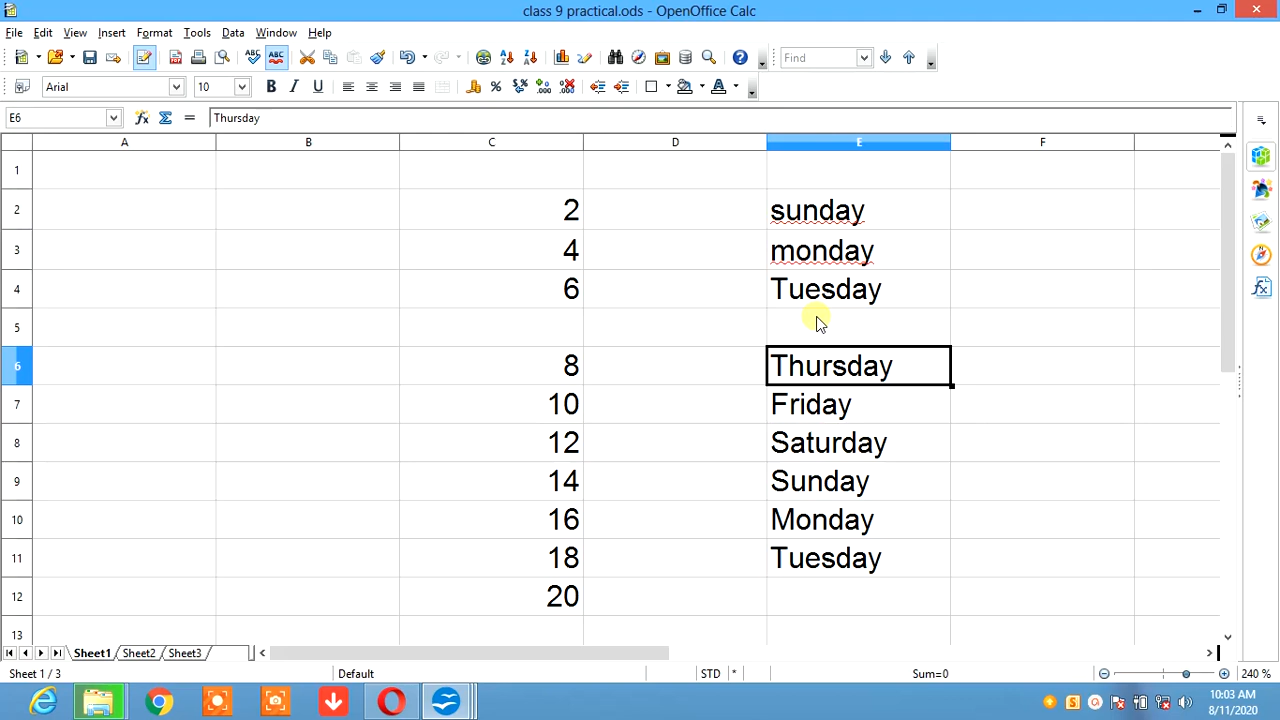 class 9 practical.ods - OpenOffice Calc
File Edit View Insert Format Tools Data Window Help
ABC ABC Find
Arial 10 B I U % A
E6 = Thursday
A B C D E F
1
2 2 sunday
3 4 monday
4 6 Tuesday
5
6 8 Thursday
7 10 Friday
8 12 Saturday
9 14 Sunday
10 16 Monday
11 18 Tuesday
12 20
13
Sheet1 Sheet2 Sheet3
Sheet 1 / 3 Default STD * Sum=0 240 %
10:03 AM
8/11/2020